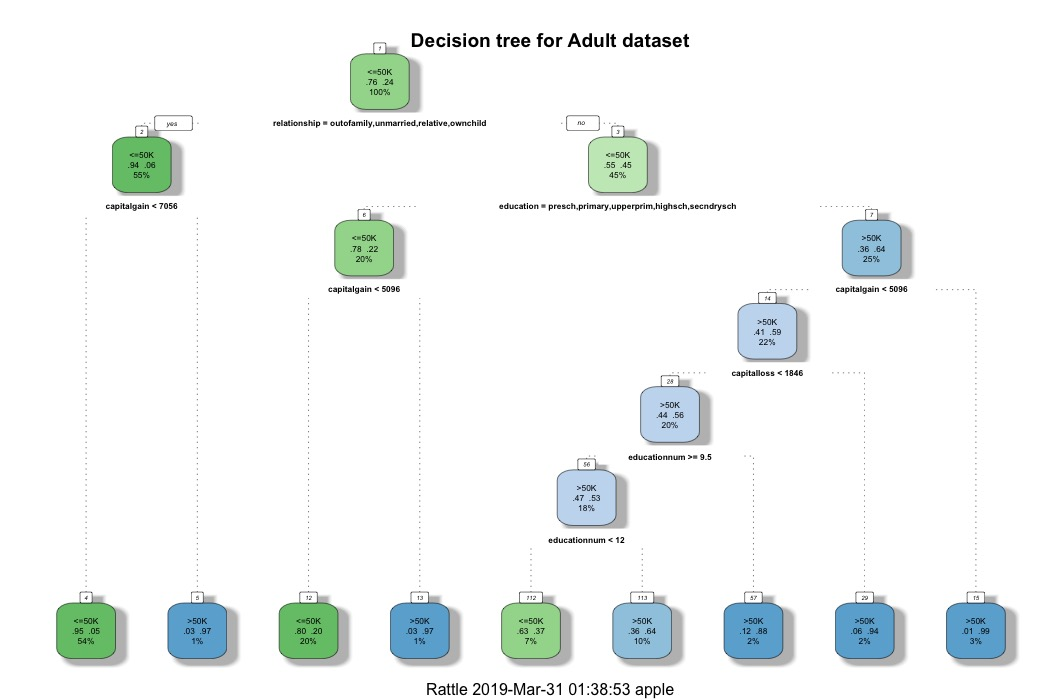 Decision tree for Adult dataset
1
<=50K
.76 .24
100%
relationship = outoffamily,unmarried,relative,ownchild
yes
no
2
<=50K
.94 .06
55%
capitalgain < 7056
3
<=50K
.55 .45
45%
education = presch,primary,upperprim,highsch,secndrysch
6
<=50K
.78 .22
20%
capitalgain < 5096
7
>50K
.36 .64
25%
capitalgain < 5096
14
>50K
.41 .59
22%
capitalloss < 1846
28
>50K
.44 .56
20%
educationnum >= 9.5
56
>50K
.47 .53
18%
educationnum < 12
4
<=50K
.95 .05
54%
5
>50K
.03 .97
1%
12
<=50K
.80 .20
20%
13
>50K
.03 .97
1%
112
<=50K
.63 .37
7%
113
>50K
.36 .64
10%
57
>50K
.12 .88
2%
29
>50K
.06 .94
2%
15
>50K
.01 .99
3%
Rattle 2019-Mar-31 01:38:53 apple